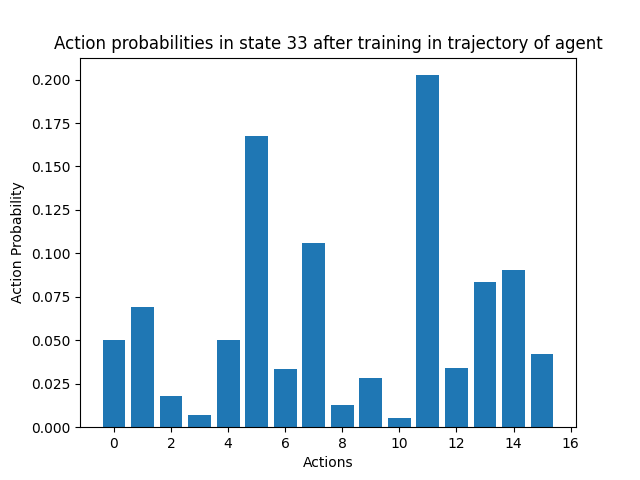 Action probabilities in state 33 after training in trajectory of agent
0.200
0.175
0.150
0.125
0.100
0.075
0.050
0.025
0.000
Action Probability
0 2 4 6 8 10 12 14 16
Actions